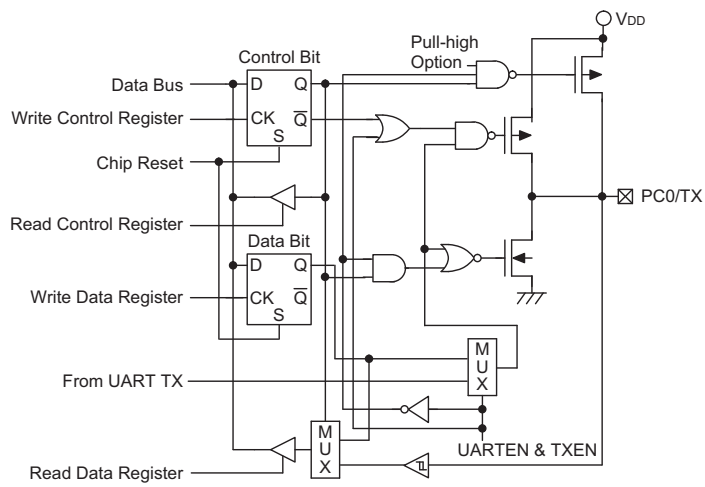 VDD
Pull-high
Option
Control Bit
Data Bus
D
Q
Write Control Register
CK
Q
S
Chip Reset
PC0/TX
Read Control Register
Data Bit
D
Q
Write Data Register
CK
Q
S
M
U
X
From UART TX
M
U
X
UARTEN & TXEN
Read Data Register